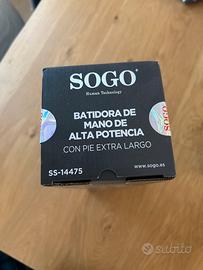 SOGO
Human Technology
BATIDORA DE
MANO DE
ALTA POTENCIA
CON PIE EXTRA LARGO
SS-14475
www.sogo.es
subito